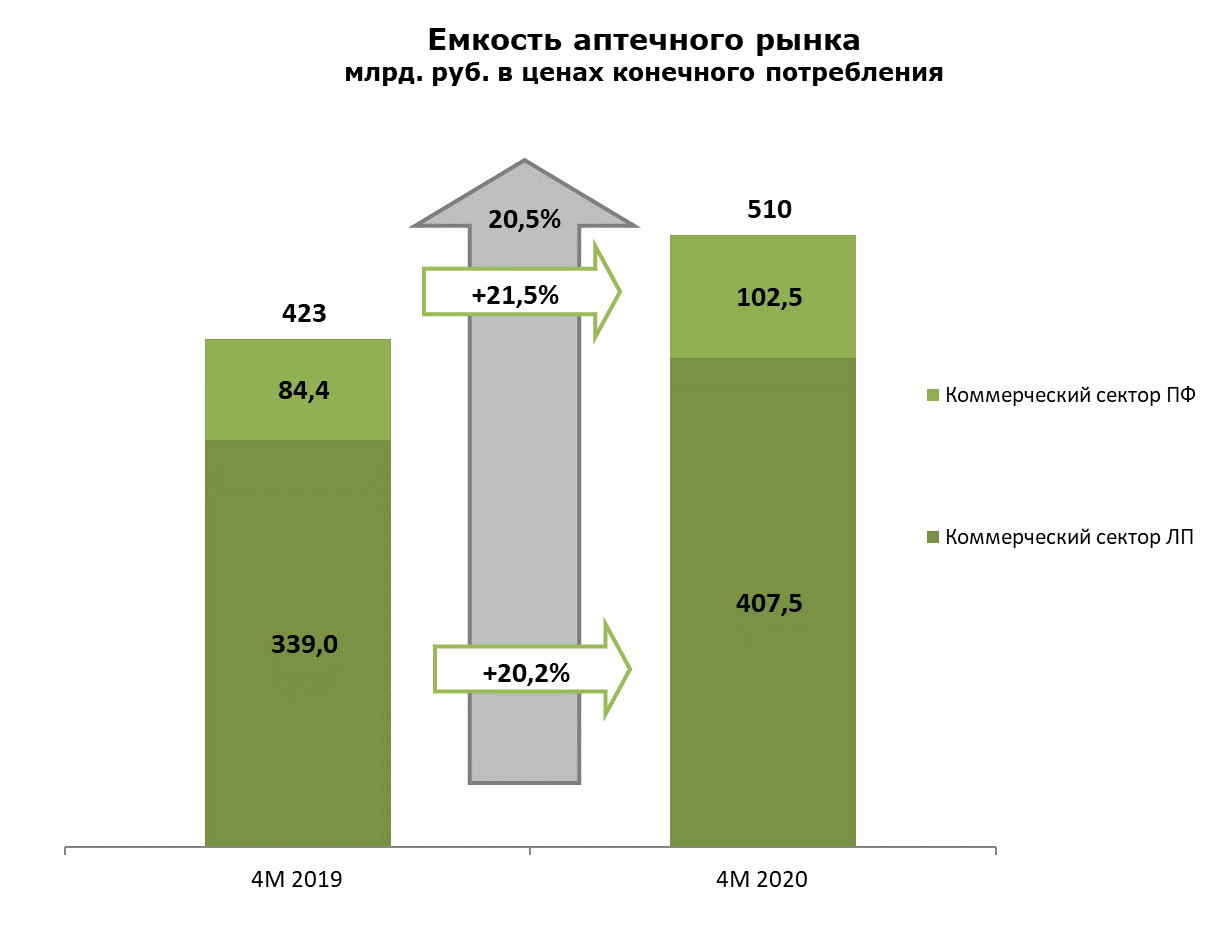 Емкость аптечного рынка
млрд. руб. в ценах конечного потребления
20,5%
510
+21,5%
102,5
423
84,4
Коммерческий сектор ПФ
Коммерческий сектор ЛП
407,5
339,0
+20,2%
4М 2019
4М 2020